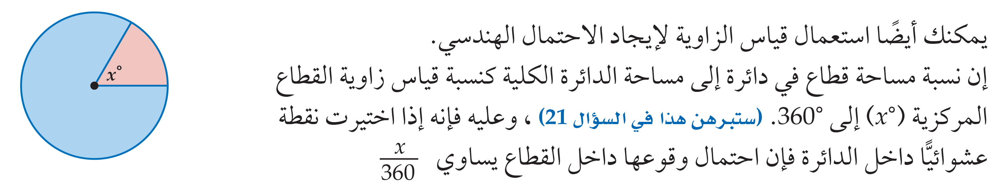 يمكنك أيضًا استعمال قياس الزاوية لإيجاد الاحتمال الهندسي.
إن نسبة مساحة قطاع في دائرة إلى مساحة الدائرة الكلية كنسبة قياس زاوية القطاع
المركزية (x°) إلى 360°. (ستبرهن هذا في السؤال 21) ، وعليه فإنه إذا اختيرت نقطة
عشوائيًّا داخل الدائرة فإن احتمال وقوعها داخل القطاع يساوي x/360
x°